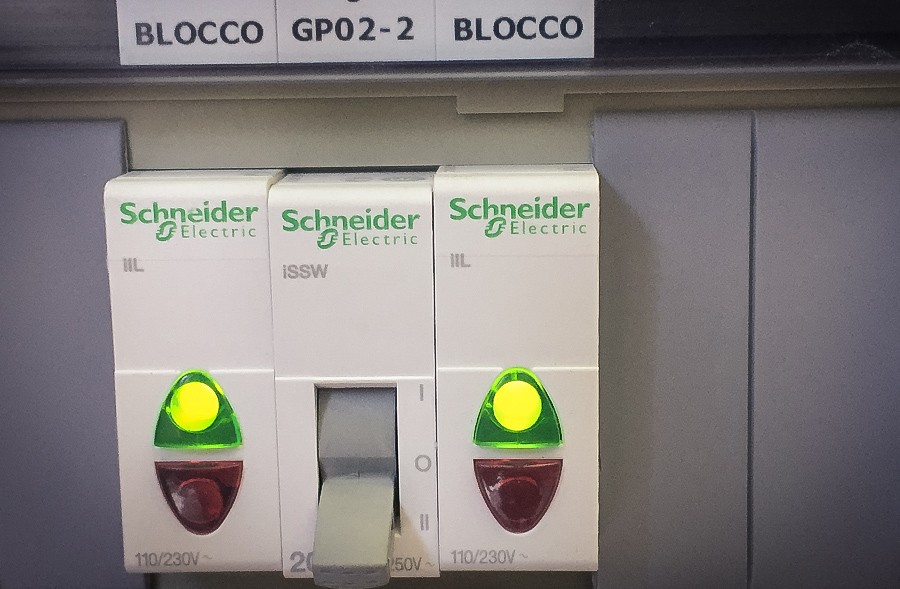 BLOCCO
GP02-2
BLOCCO
Schneider
Electric
iIL
110/230V~
Schneider
Electric
iSSW
I
O
II
20
250V~
Schneider
Electric
iIL
110/230V~